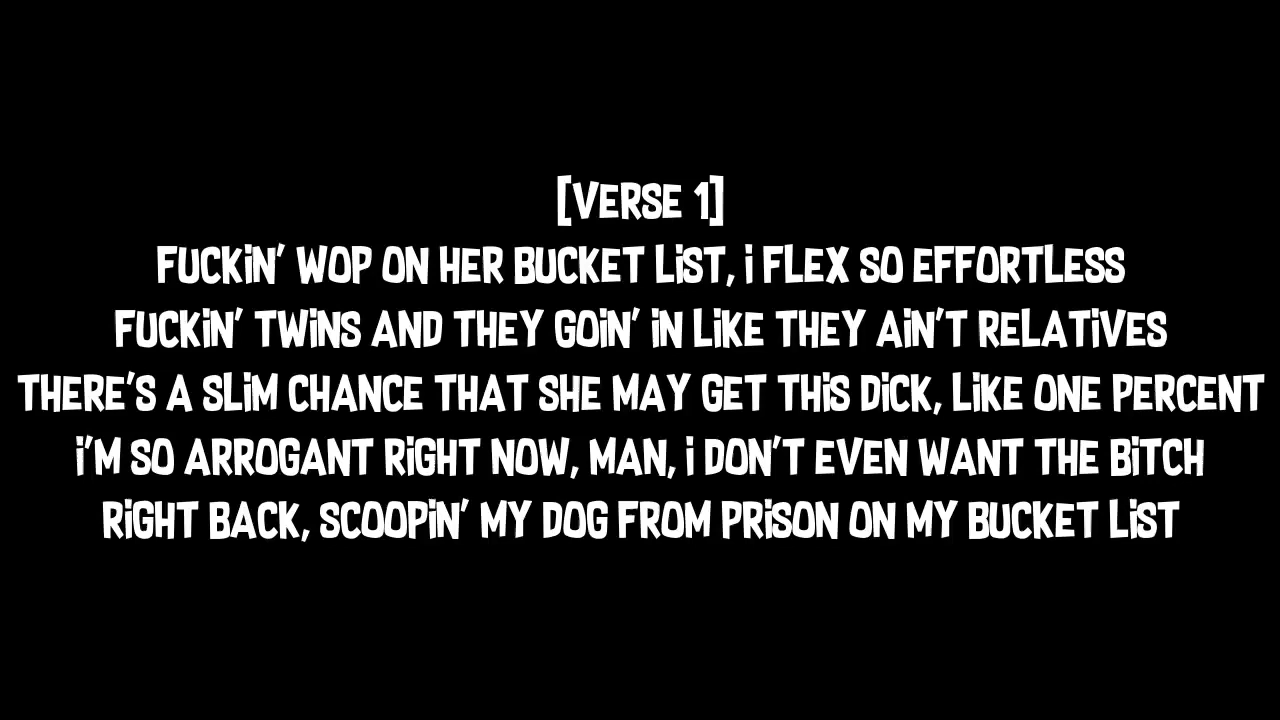 [VERSE 1]
FUCKiN' WOP ON HER BUCKET LiST, i FLEX SO EFFORTLESS
FUCKiN' TWiNS AND THEY GOiN' iN LiKE THEY AiN'T RELATiVES
THERE'S A SLiM CHANCE THAT SHE MAY GET THiS DiCK, LiKE ONE PERCENT
i'M SO ARROGANT RiGHT NOW, MAN, i DON'T EVEN WANT THE BiTCH
RiGHT BACK, SCOOPiN' MY DOG FROM PRiSON ON MY BUCKET LiST